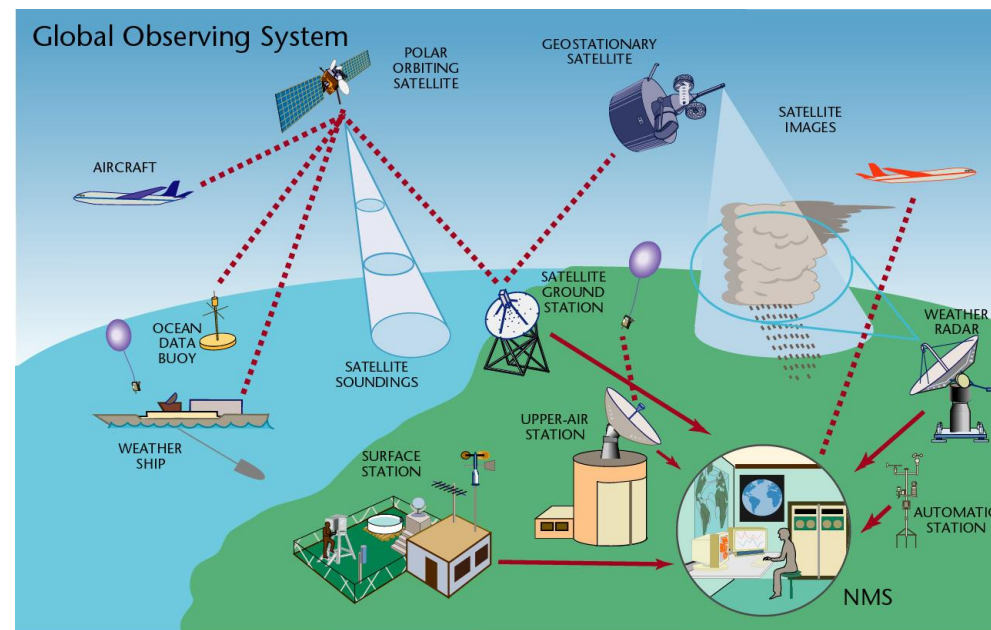 Global Observing System
POLAR
ORBITING
SATELLITE
GEOSTATIONARY
SATELLITE
SATELLITE
IMAGES
AIRCRAFT
SATELLITE
GROUND
STATION
OCEAN
DATA
BUOY
WEATHER
RADAR
SATELLITE
SOUNDINGS
UPPER-AIR
STATION
WEATHER
SHIP
SURFACE
STATION
AUTOMATIC
STATION
NMS